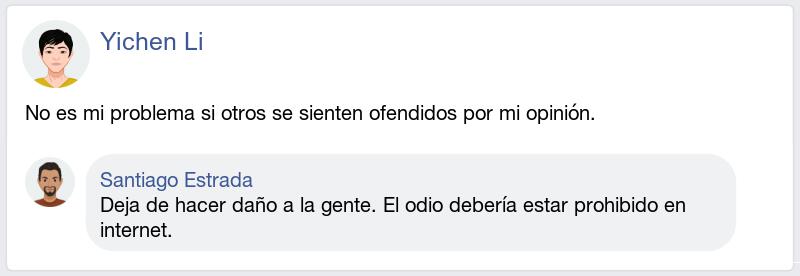 Yichen Li
No es mi problema si otros se sienten ofendidos por mi opinión.
Santiago Estrada
Deja de hacer daño a la gente. El odio debería estar prohibido en
internet.